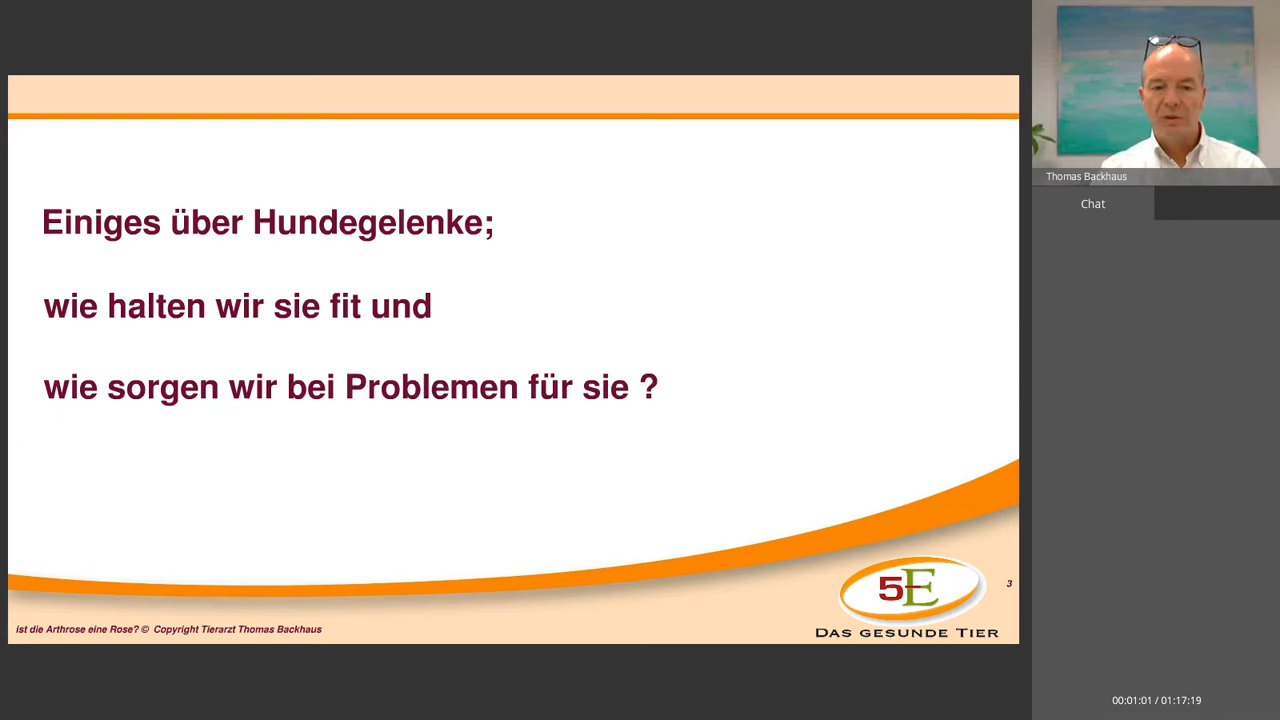 Einiges über Hundegelenke;
wie halten wir sie fit und
wie sorgen wir bei Problemen für sie ?
5E
DAS GESUNDE TIER
3
ist die Arthrose eine Rose? © Copyright Tierarzt Thomas Backhaus
Thomas Backhaus
Chat
00:01:01 / 01:17:19